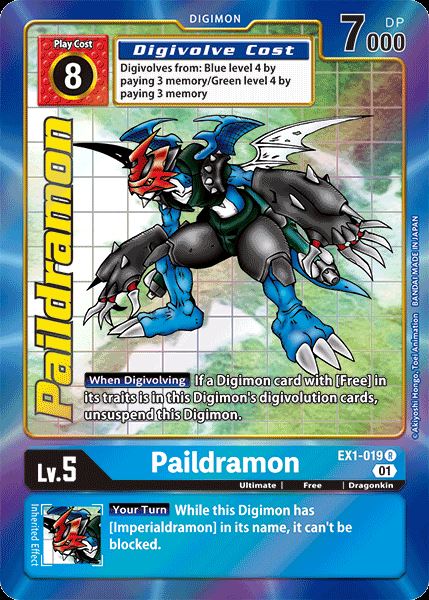 DIGIMON
Play Cost
8
Digivolve Cost
Digivolves from: Blue level 4 by
paying 3 memory/Green level 4 by
paying 3 memory
DP
7000
Paildramon
When Digivolving If a Digimon card with [Free] in
its traits is in this Digimon's digivolution cards,
unsuspend this Digimon.
© Akiyoshi Hongo, Toei Animation BANDAI MADE IN JAPAN
Lv.5
Paildramon
EX1-019 R
01
Ultimate | Free | Dragonkin
Inherited Effect
Your Turn While this Digimon has
[Imperialdramon] in its name, it can't be
blocked.